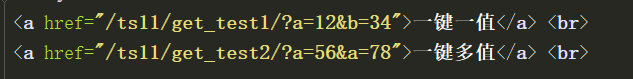 <a href="/ts11/get_test1/?a=12&b=34">一键一值</a> <br>
<a href="/ts11/get_test2/?a=56&a=78">一键多值</a> <br>